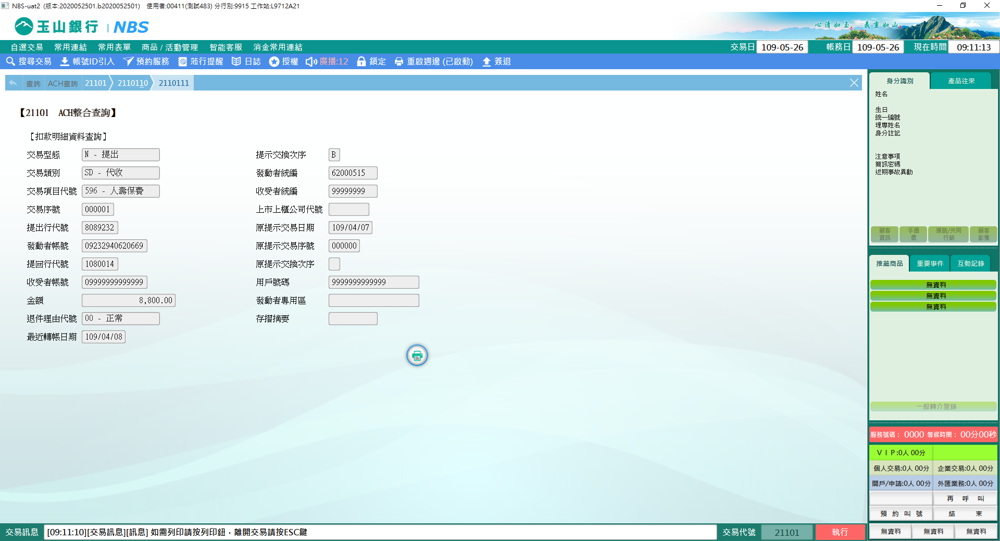 NBS-uat2 (版本:2020052501.b2020052501) 使用者:00411(測試483) 分行別:9915 工作站:L9712A21
玉山銀行 | NBS
心清如玉 義重如山
自選交易 常用連結 常用表單 商品 / 活動管理 智能客服 消金常用連結 交易日 109-05-26 帳務日 109-05-26 現在時間 09:11:13
搜尋交易 帳號ID引入 預約服務 蒞行提醒 日誌 授權 廣播:12 鎖定 重啟週邊 (已啟動) 簽退
查詢 ACH查詢 21101 2110110 2110111
【21101 ACH整合查詢】
【扣款明細資料查詢】
交易型態 N - 提出 提示交換次序 B
交易類別 SD - 代收 發動者統編 62000515
交易項目代號 596 - 人壽保費 收受者統編 99999999
交易序號 000001 上市上櫃公司代號
提出行代號 8089232 原提示交易日期 109/04/07
發動者帳號 09232940620669 原提示交易序號 000000
提回行代號 1080014 原提示交換次序
收受者帳號 09999999999999 用戶號碼 9999999999999
金額 8,800.00 發動者專用區
退件理由代號 00 - 正常 存摺摘要
最近轉帳日期 109/04/08
身分識別 產品往來
姓名
生日
統一編號
理專姓名
身分註記
注意事項
簡訊密碼
近期事故異動
顧客資訊 手續費 通路/共同行銷 顧客影像
推薦商品 重要事件 互動記錄
無資料
無資料
無資料
一般轉介登錄
服務號碼： 0000 等候時間： 00分00秒
ＶＩＰ:0人 00分
個人交易:0人 00分 企業交易:0人 00分
開戶/申請:0人 00分 外匯業務:0人 00分
再 呼 叫
預 約 叫 號 結 束
無資料 無資料 無資料
交易訊息 [09:11:10][交易訊息][訊息] 如需列印請按列印鈕，離開交易請按ESC鍵 交易代號 21101 執行